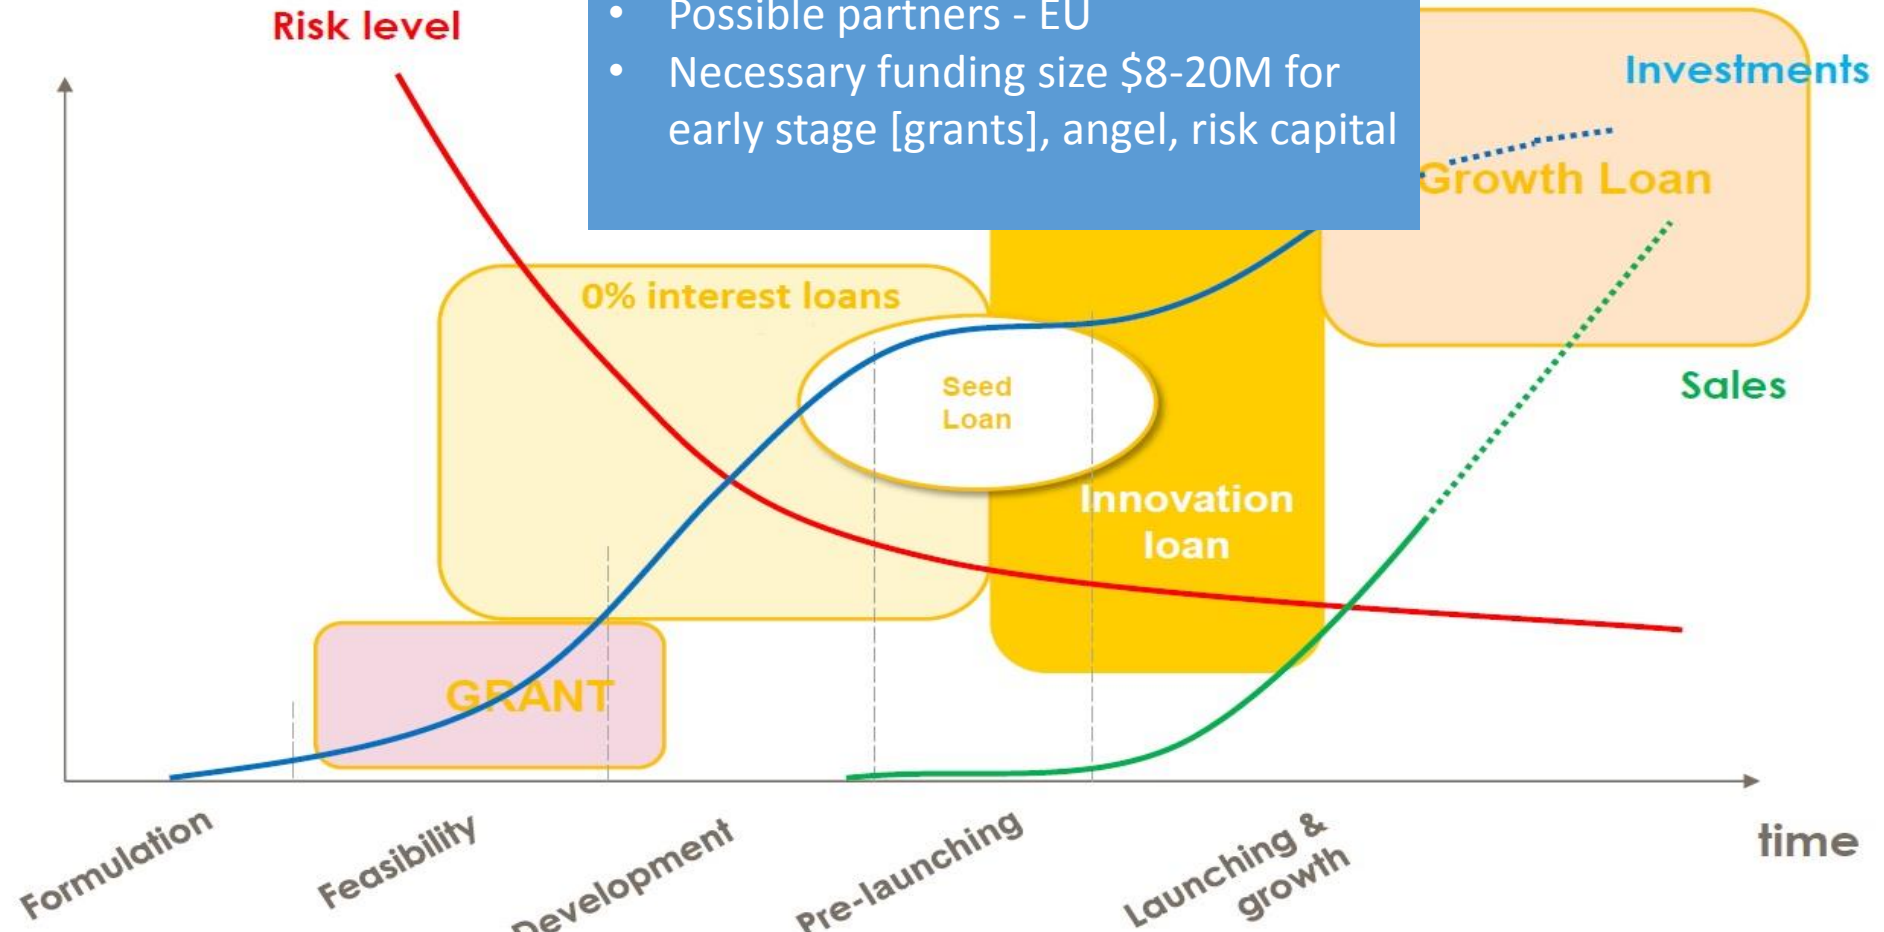 Risk level
• Possible partners - EU
• Necessary funding size $8-20M for
early stage [grants], angel, risk capital
Investments
Growth Loan
0% interest loans
Seed
Loan
Sales
Innovation
loan
GRANT
Formulation
Feasibility
Development
Pre-launching
Launching &
growth
time